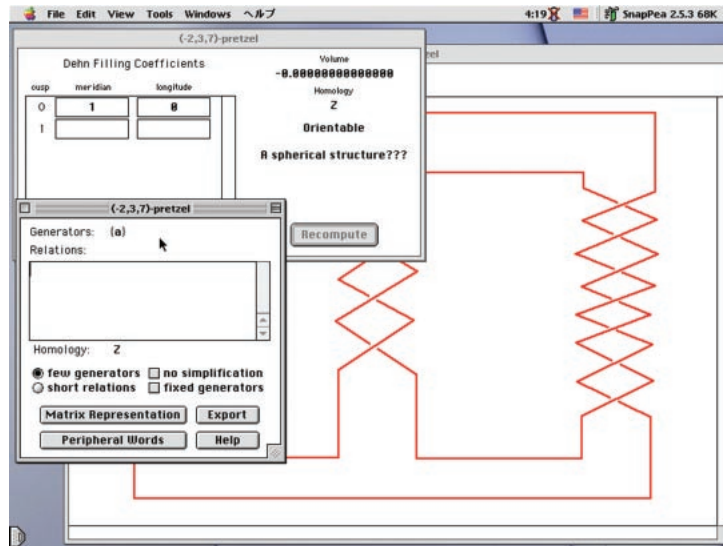 File Edit View Tools Windows ヘルプ 4:19 SnapPea 2.5.3 68K
(-2,3,7)-pretzel
Dehn Filling Coefficients
cusp meridian longitude
0 1 0
1
Volume
-0.00000000000000
Homology
Z
Orientable
A spherical structure???
Recompute
(-2,3,7)-pretzel
Generators: (a)
Relations:
Homology: Z
few generators no simplification
short relations fixed generators
Matrix Representation Export
Peripheral Words Help